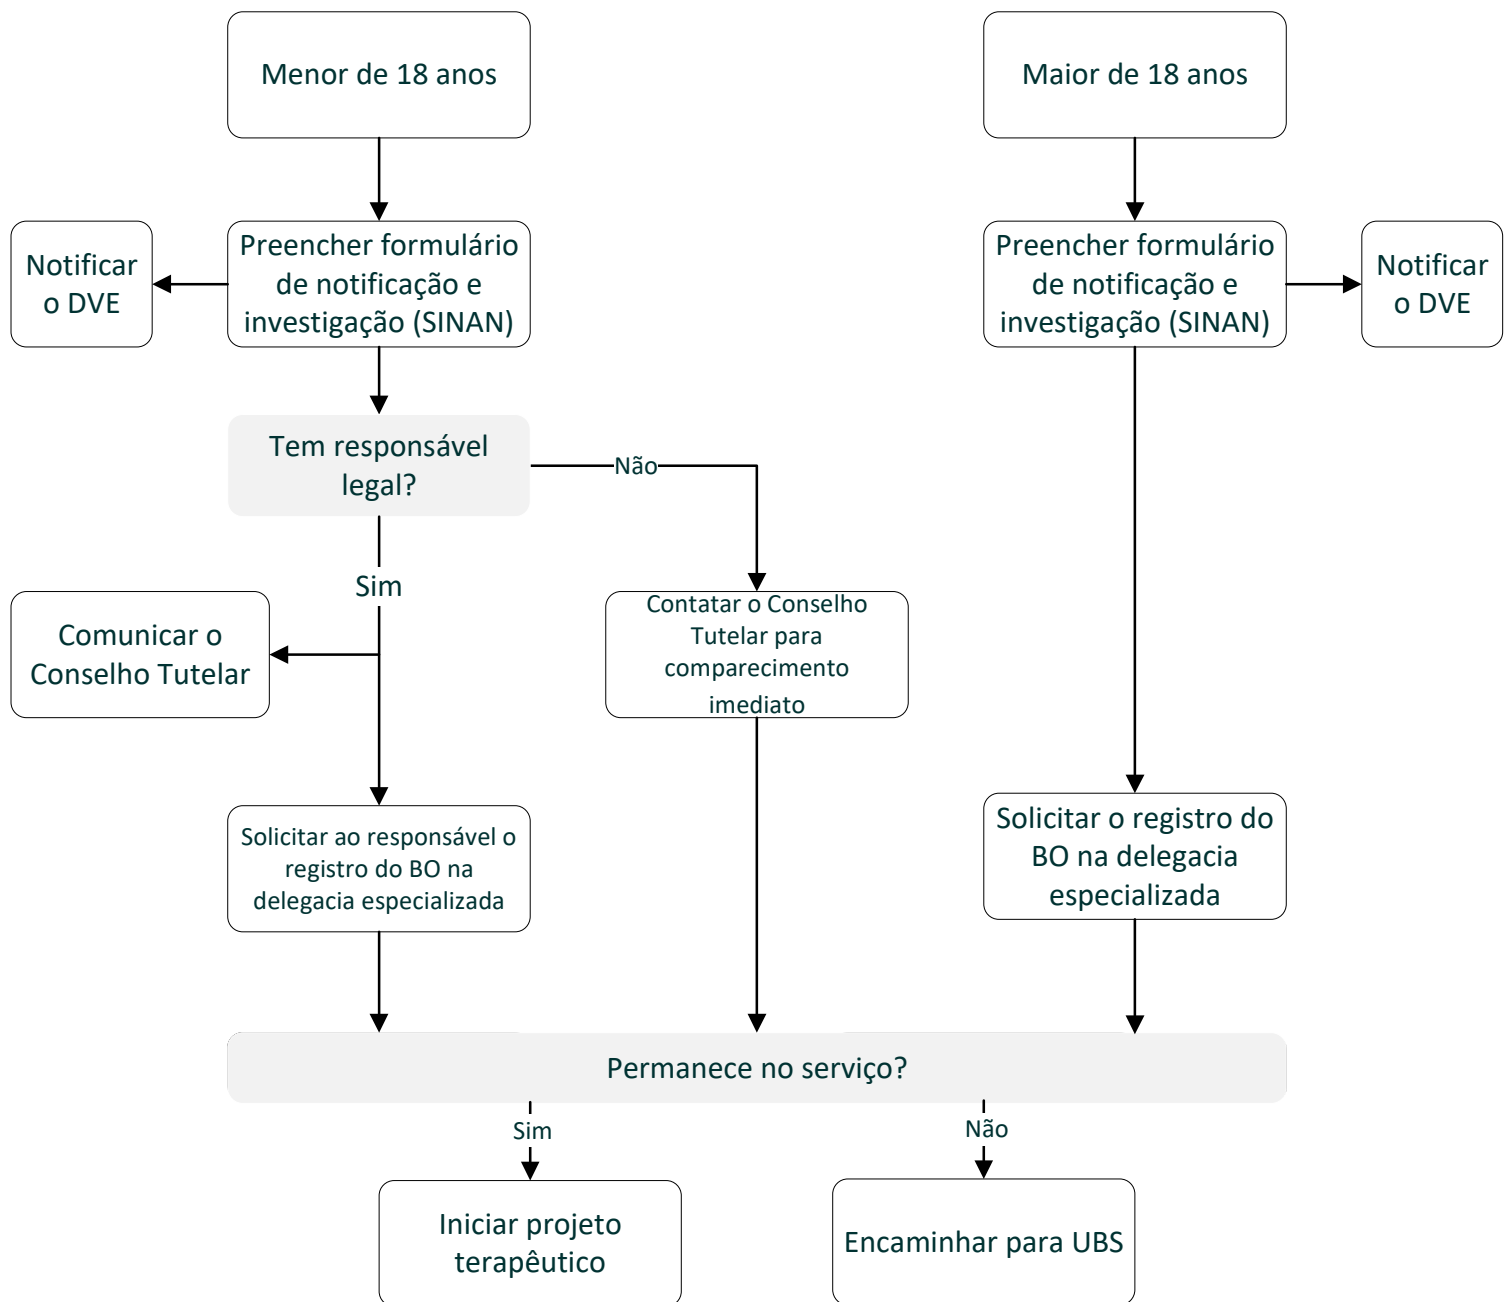 Menor de 18 anos
Maior de 18 anos
Notificar
o DVE
Preencher formulário
de notificação e
investigação (SINAN)
Preencher formulário
de notificação e
investigação (SINAN)
Notificar
o DVE
Tem responsável
legal?
Não
Sim
Comunicar o
Conselho Tutelar
Contatar o Conselho
Tutelar para
comparecimento
imediato
Solicitar ao responsável o
registro do BO na
delegacia especializada
Solicitar o registro do
BO na delegacia
especializada
Permanece no serviço?
Sim
Não
Iniciar projeto
terapêutico
Encaminhar para UBS